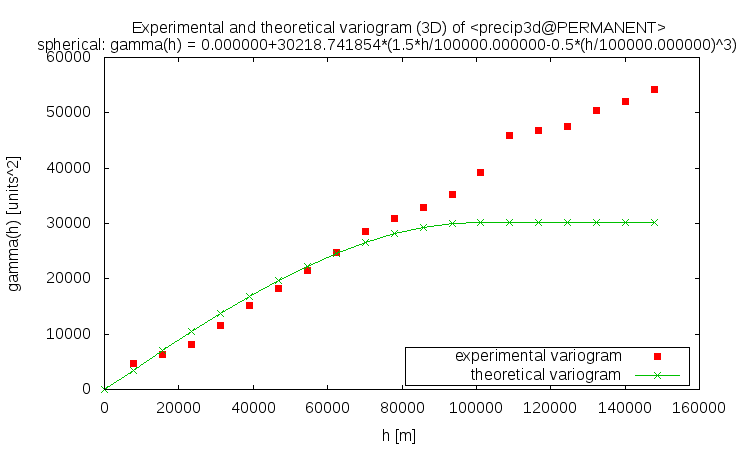 Experimental and theoretical variogram (3D) of <precip3d@PERMANENT>
spherical: gamma(h) = 0.000000+30218.741854*(1.5*h/100000.000000-0.5*(h/100000.000000)^3)
60000
50000
40000
30000
20000
10000
0
gamma(h) [units^2]
experimental variogram
theoretical variogram
0 20000 40000 60000 80000 100000 120000 140000 160000
h [m]